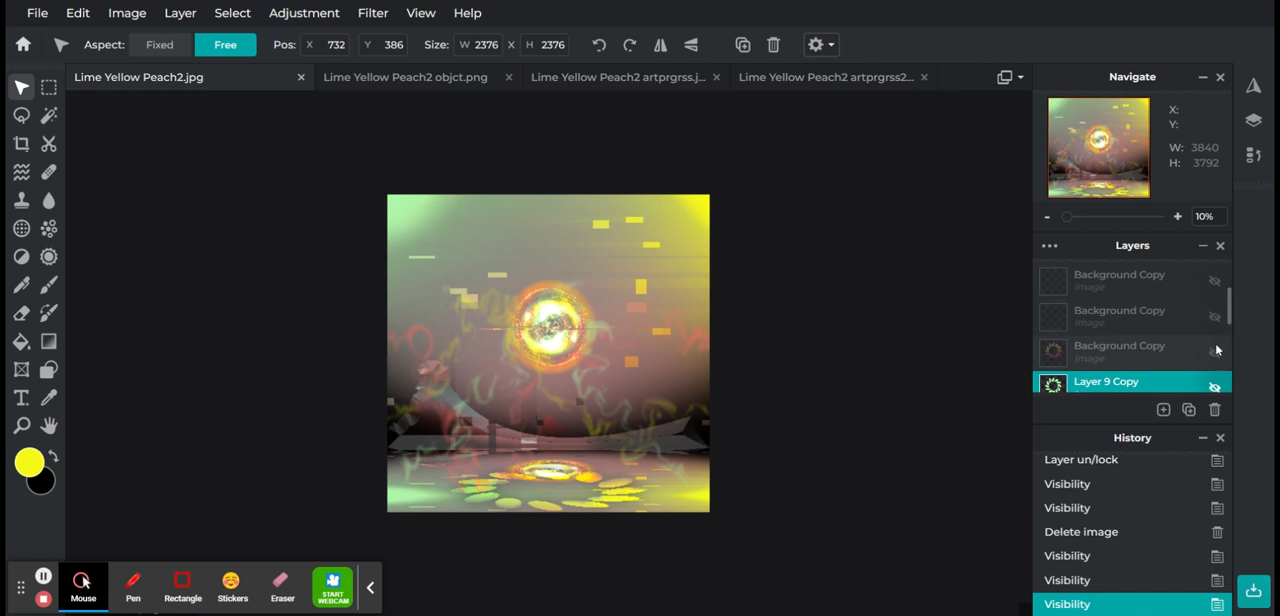 File Edit Image Layer Select Adjustment Filter View Help
Aspect: Fixed Free Pos: X 732 Y 386 Size: W 2376 X H 2376
Lime Yellow Peach2.jpg Lime Yellow Peach2 objct.png Lime Yellow Peach2 artprgrss.j... Lime Yellow Peach2 artprgrss2...
Navigate
X:
Y:
W: 3840
H: 3792
- + 10%
Layers
Background Copy
Image
Background Copy
Image
Background Copy
Image
Layer 9 Copy
History
Layer un/lock
Visibility
Visibility
Delete image
Visibility
Visibility
Visibility
Mouse Pen Rectangle Stickers Eraser START
WEBCAM